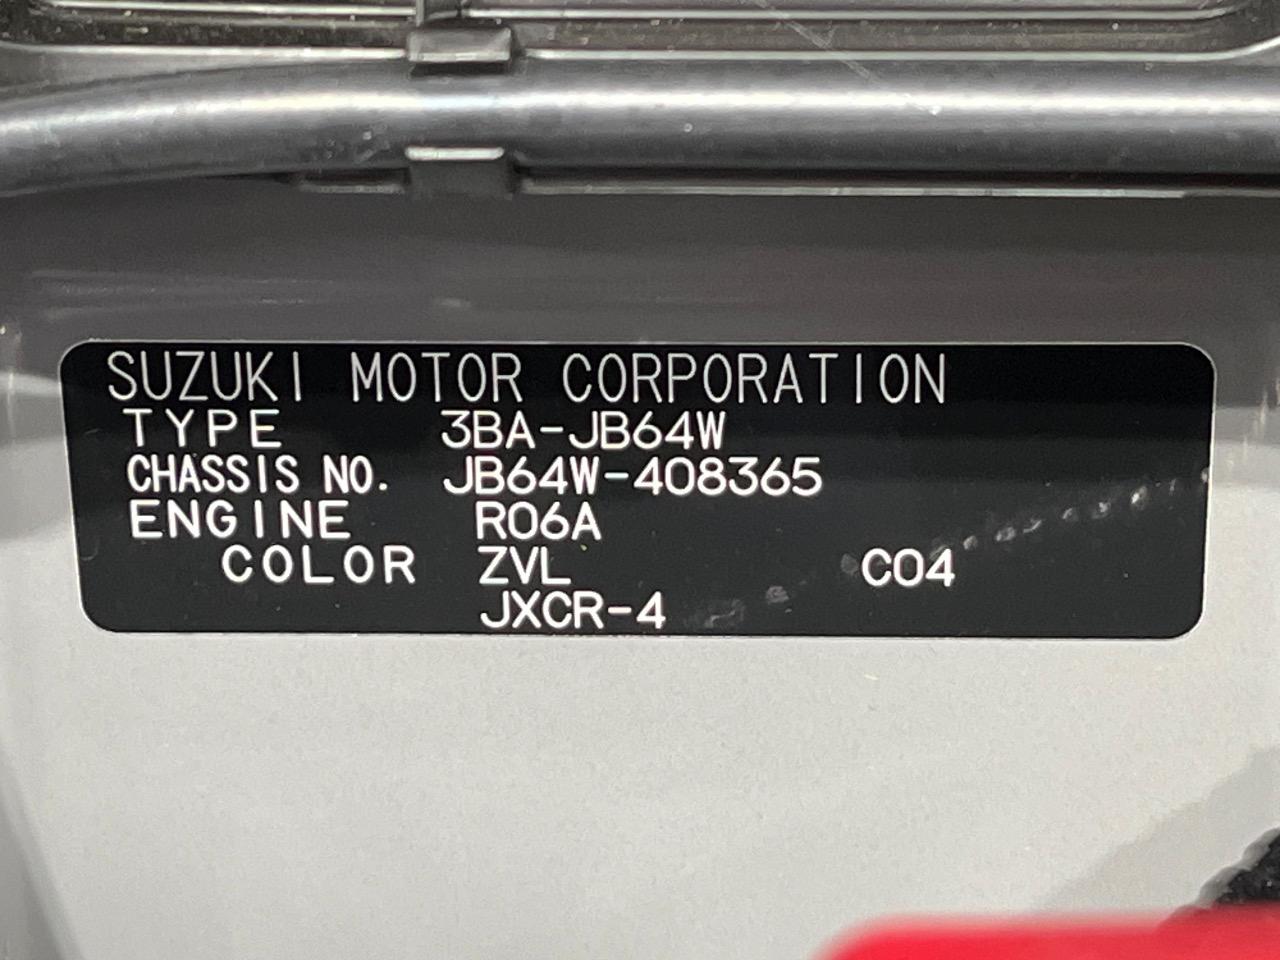 SUZUKI MOTOR CORPORATION
TYPE 3BA-JB64W
CHASSIS NO. JB64W-408365
ENGINE R06A
COLOR ZVL C04
JXCR-4